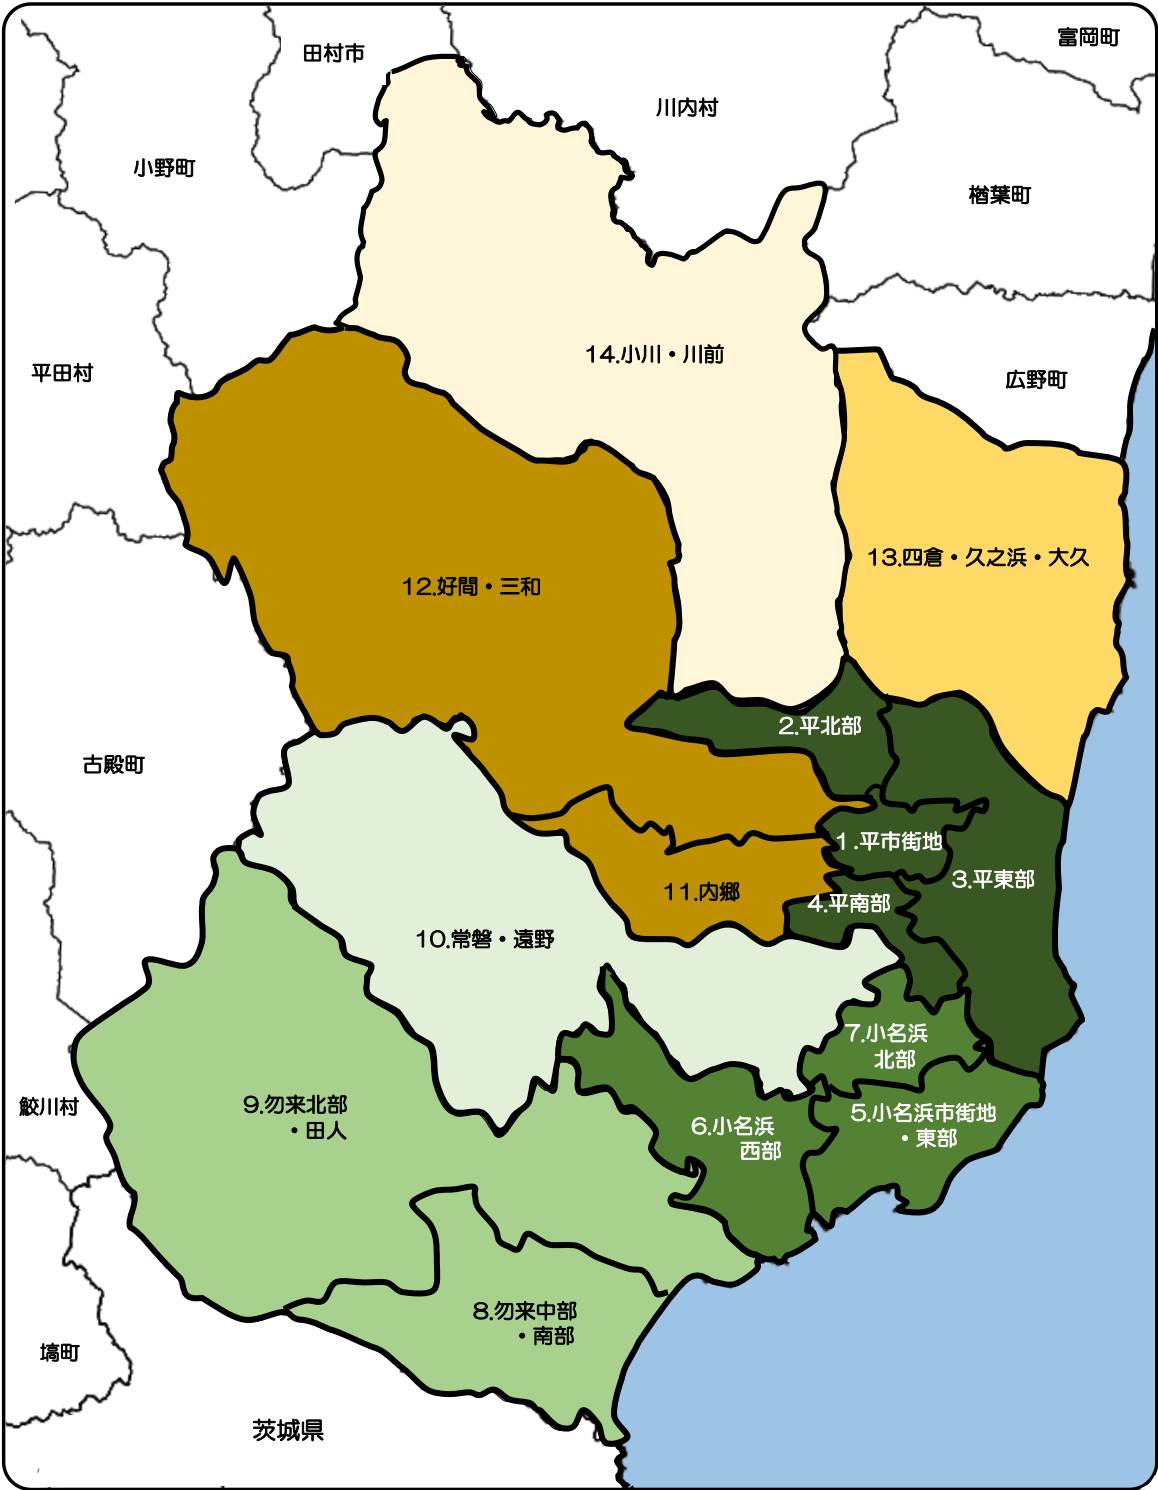 富岡町
田村市
川内村
小野町
楢葉町
14.小川・川前
平田村
広野町
13.四倉・久之浜・大久
12.好間・三和
2.平北部
古殿町
1.平市街地
3.平東部
11.内郷
4.平南部
10.常磐・遠野
7.小名浜
北部
9.勿来北部
・田人
鮫川村
5.小名浜市街地
・東部
6.小名浜
西部
8.勿来中部
・南部
塙町
茨城県